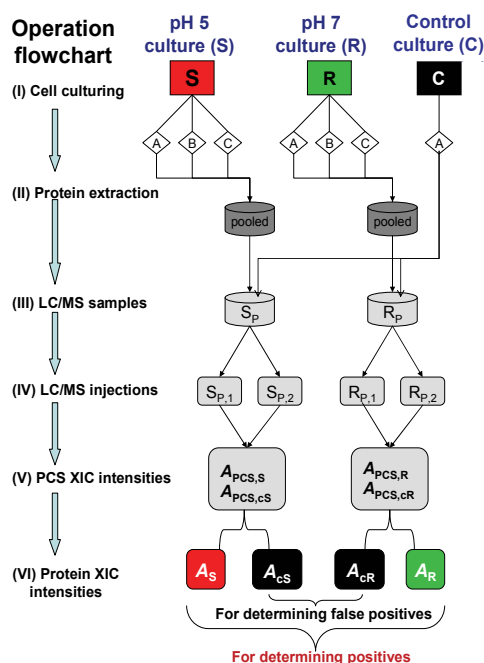 Operation
flowchart
pH 5
culture (S)
pH 7
culture (R)
Control
culture (C)
(I) Cell culturing
S
R
C
A
B
C
A
B
C
A
(II) Protein extraction
pooled
pooled
(III) LC/MS samples
SP
RP
(IV) LC/MS injections
SP,1
SP,2
RP,1
RP,2
(V) PCS XIC intensities
APCS,S
APCS,cS
APCS,R
APCS,cR
(VI) Protein XIC
intensities
AS
AcS
AcR
AR
For determining false positives
For determining positives